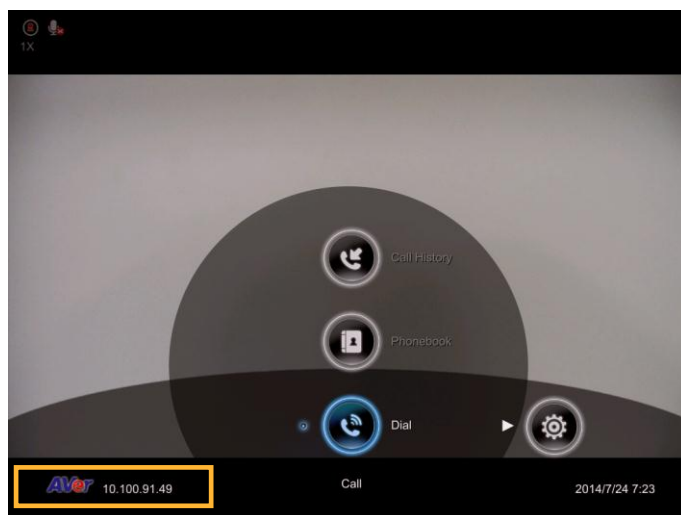 1X
Call History
Phonebook
Dial
AVer 10.100.91.49
Call
2014/7/24 7:23